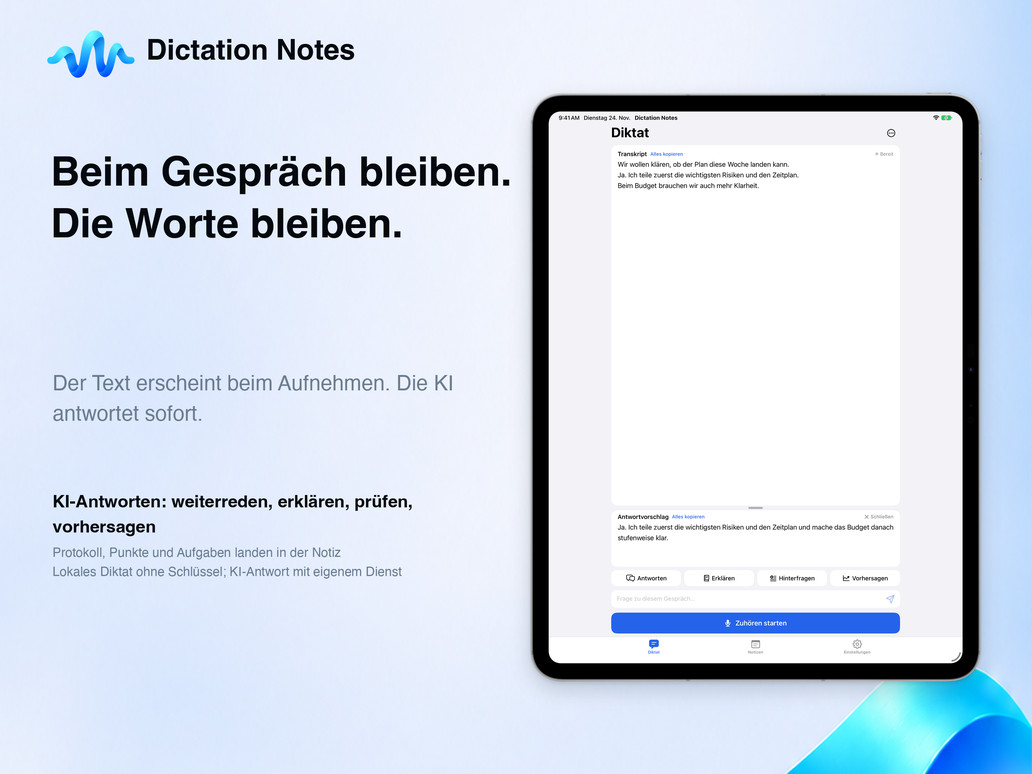 Dictation Notes
Beim Gespräch bleiben.
Die Worte bleiben.
Der Text erscheint beim Aufnehmen. Die KI
antwortet sofort.
KI-Antworten: weiterreden, erklären, prüfen,
vorhersagen
Protokoll, Punkte und Aufgaben landen in der Notiz
Lokales Diktat ohne Schlüssel; KI-Antwort mit eigenem Dienst
9:41 AM Dienstag 24. Nov. Dictation Notes
Diktat
Transkript Alles kopieren Bereit
Wir wollen klären, ob der Plan diese Woche landen kann.
Ja. Ich teile zuerst die wichtigsten Risiken und den Zeitplan.
Beim Budget brauchen wir auch mehr Klarheit.
Antwortvorschlag Alles kopieren Schließen
Ja. Ich teile zuerst die wichtigsten Risiken und den Zeitplan und mache das Budget danach
stufenweise klar.
Antworten Erklären Hinterfragen Vorhersagen
Frage zu diesem Gespräch...
Zuhören starten
Diktat Notizen Einstellungen